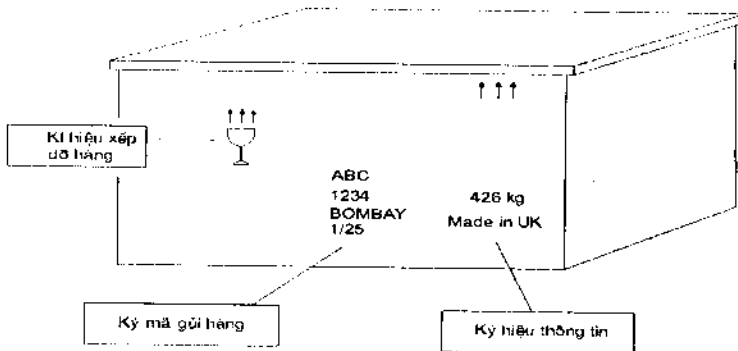 Kí hiệu xếp
dỡ hàng
ABC
1234
BOMBAY
1/25
426 kg
Made in UK
Ký mã gửi hàng
Ký hiệu thông tin